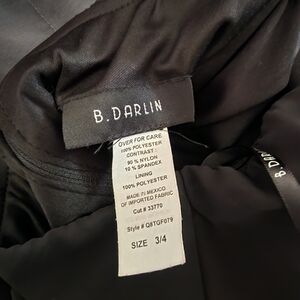 B.DARLIN
OVER FOR CARE
100% POLYESTER
CONTRAST:
90 % NYLON
10 % SPANDEX
LINING
100% POLYESTER
MADE IN MEXICO
OF IMPORTED FABRIC
Cut # 33770
Style # Q8TGF079
SIZE 3/4
B.DARLIN